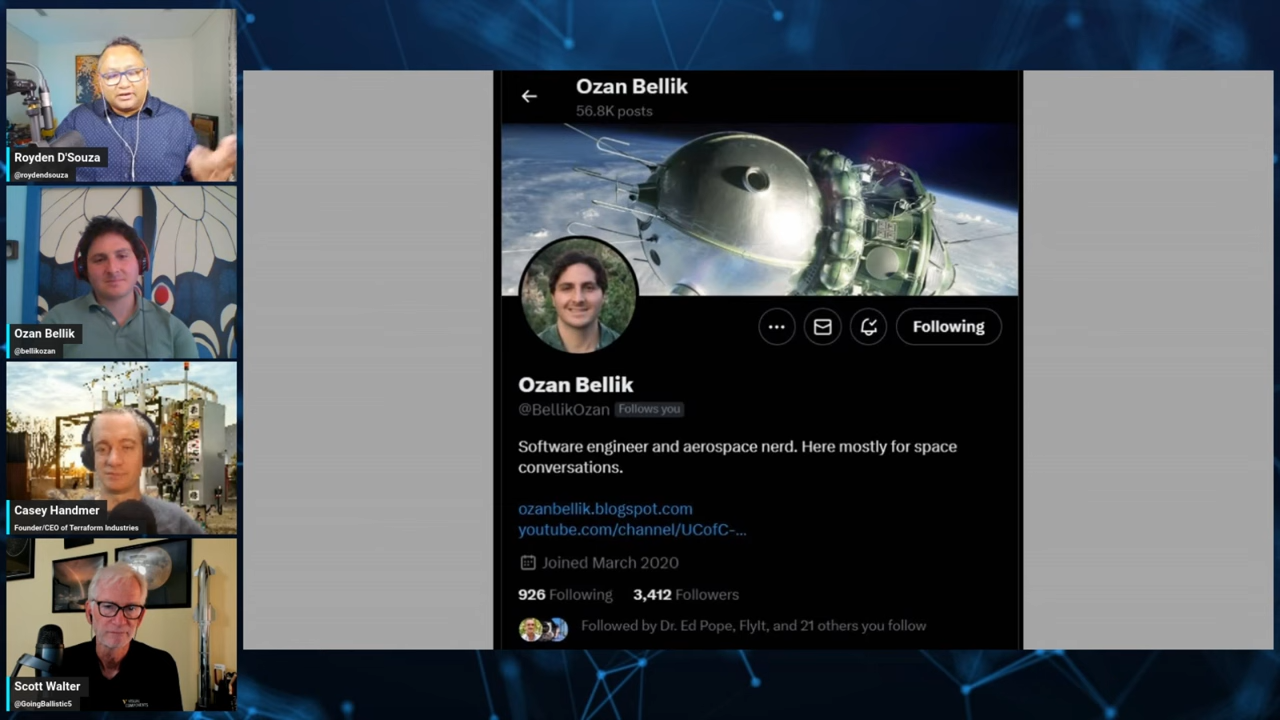 Royden D'Souza
@roydendsouza
Ozan Bellik
@bellikozan
Casey Handmer
Founder/CEO of Terraform Industries
Scott Walter
@GoingBallistic5
Ozan Bellik
56.8K posts
Following
Ozan Bellik
@BellikOzan Follows you
Software engineer and aerospace nerd. Here mostly for space
conversations.
ozanbellik.blogspot.com
youtube.com/channel/UCofC-...
Joined March 2020
926 Following 3,412 Followers
Followed by Dr. Ed Pope, FlyIt, and 21 others you follow